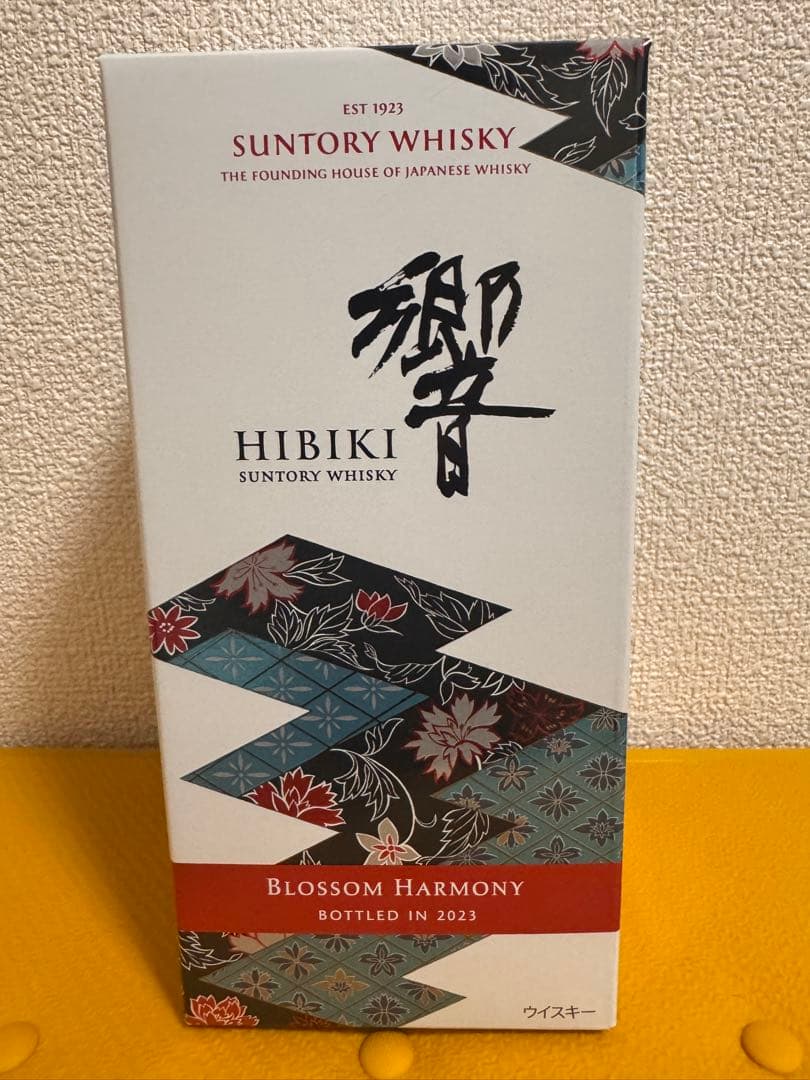 EST 1923
SUNTORY WHISKY
THE FOUNDING HOUSE OF JAPANESE WHISKY
響
HIBIKI
SUNTORY WHISKY
BLOSSOM HARMONY
BOTTLED IN 2023
ウイスキー